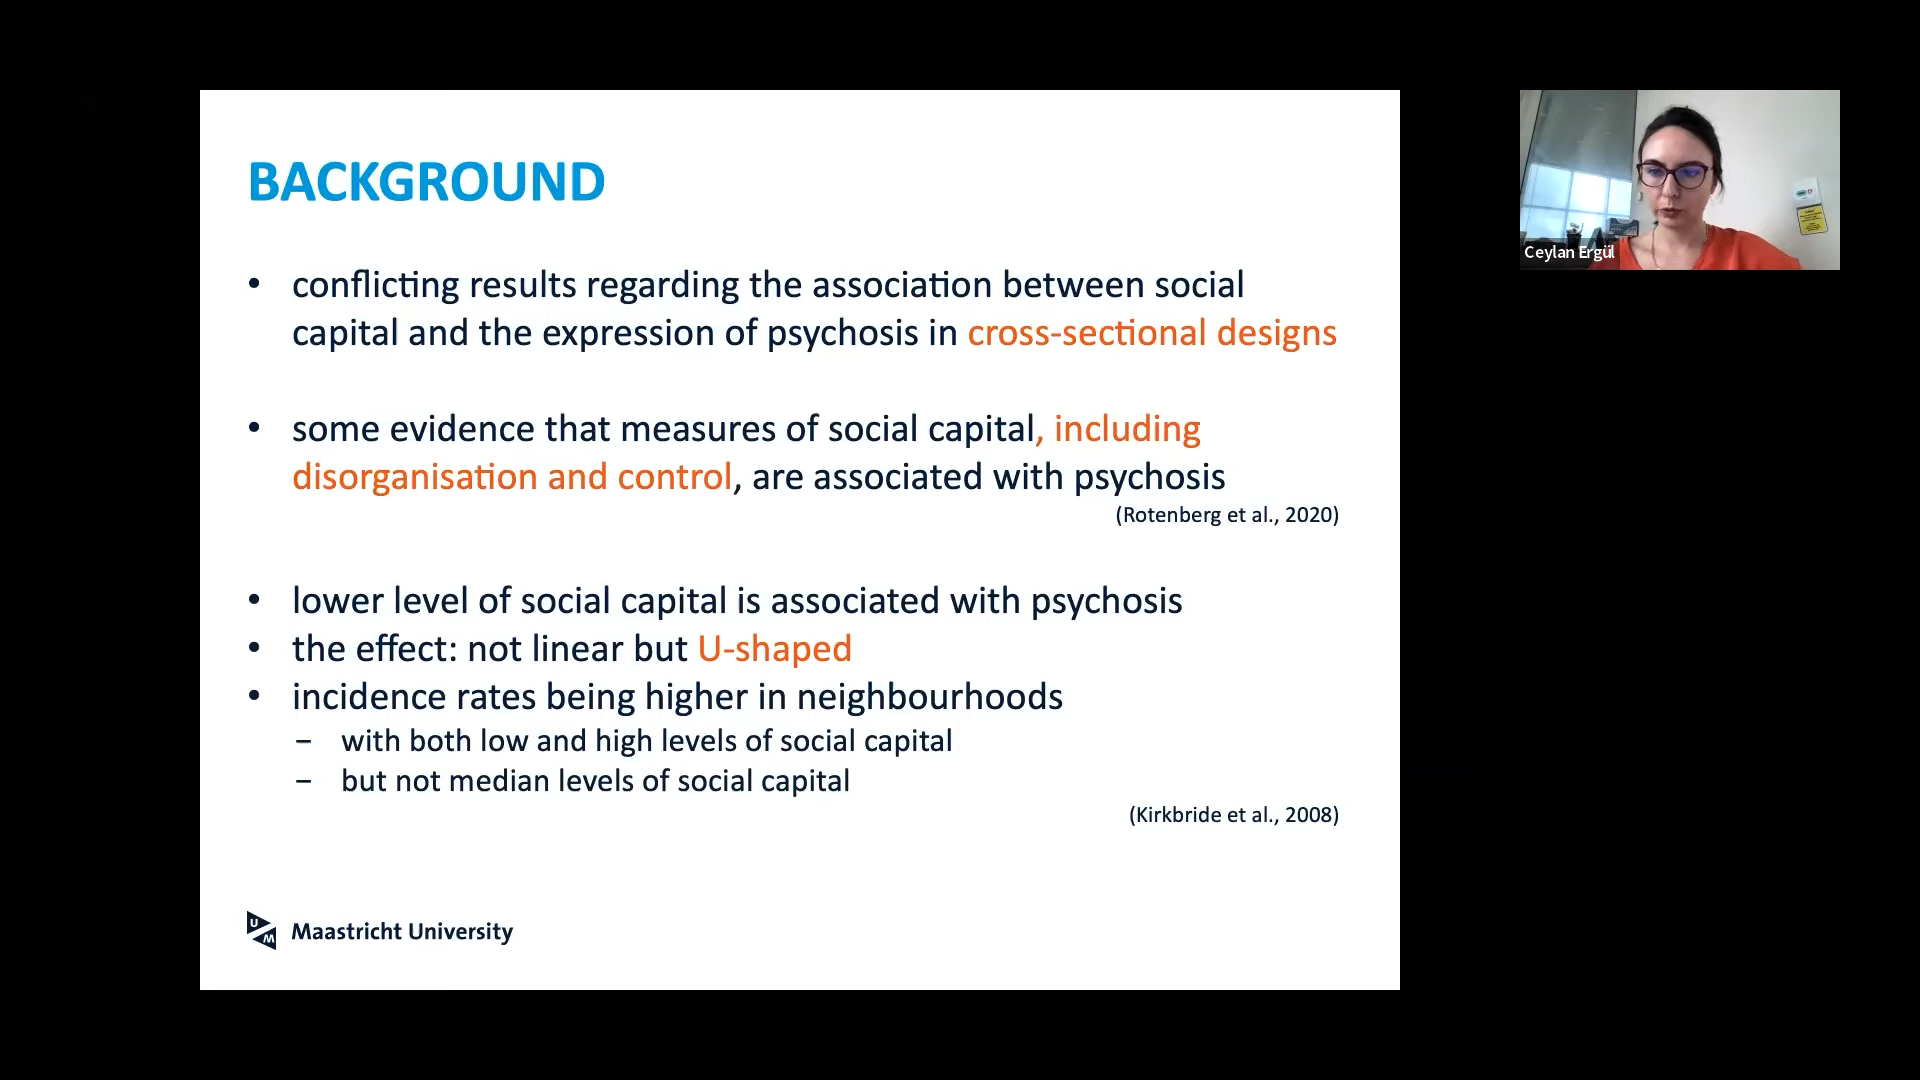 BACKGROUND
• conflicting results regarding the association between social
capital and the expression of psychosis in cross-sectional designs
• some evidence that measures of social capital, including
disorganisation and control, are associated with psychosis
(Rotenberg et al., 2020)
• lower level of social capital is associated with psychosis
• the effect: not linear but U-shaped
• incidence rates being higher in neighbourhoods
– with both low and high levels of social capital
– but not median levels of social capital
(Kirkbride et al., 2008)
UM Maastricht University
Ceylan Ergül